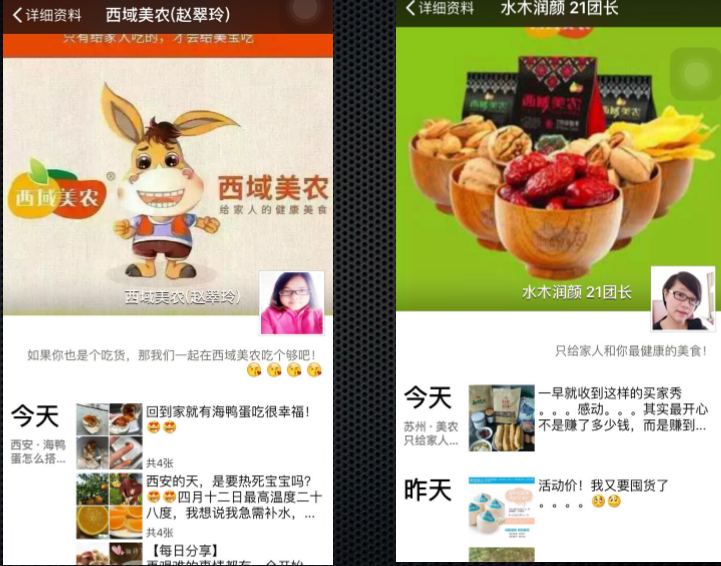 详细资料
西域美农(赵翠玲)
只有给家人吃的，才会给美宝吃
西域美农
®
西域美农
给家人的健康美食
西域美农(赵翠玲)
如果你也是个吃货，那我们一起在西域美农吃个够吧！
😘 😘 😘 😘
今天
西安 · 海鸭
蛋怎么搭...
回到家就有海鸭蛋吃很幸福！
😍😍
共4张
西安的天，是要热死宝宝吗？
😍😍四月十二日最高温度二十
八度，我想说我急需补水，...
共4张
【每日分享】
详细资料
水木润颜 21团长
西域美农
西域美农
西域美农
水木润颜 21团长
只给家人和你最健康的美食！
今天
苏州 · 美农
只给家人...
一早就收到这样的买家秀
。。。感动。。。其实最开心
不是赚了多少钱，而是赚到...
昨天
活动价！我又要囤货了
。。。。🥺🥺